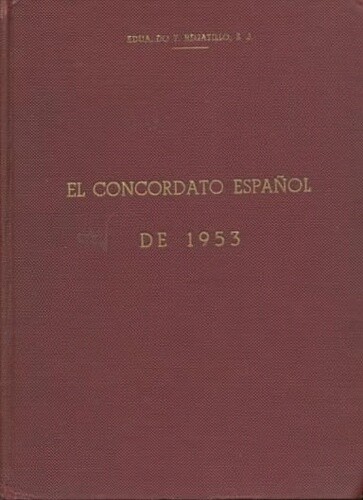 EDUARDO F. REGATILLO, S. J.
EL CONCORDATO ESPAÑOL
DE 1953